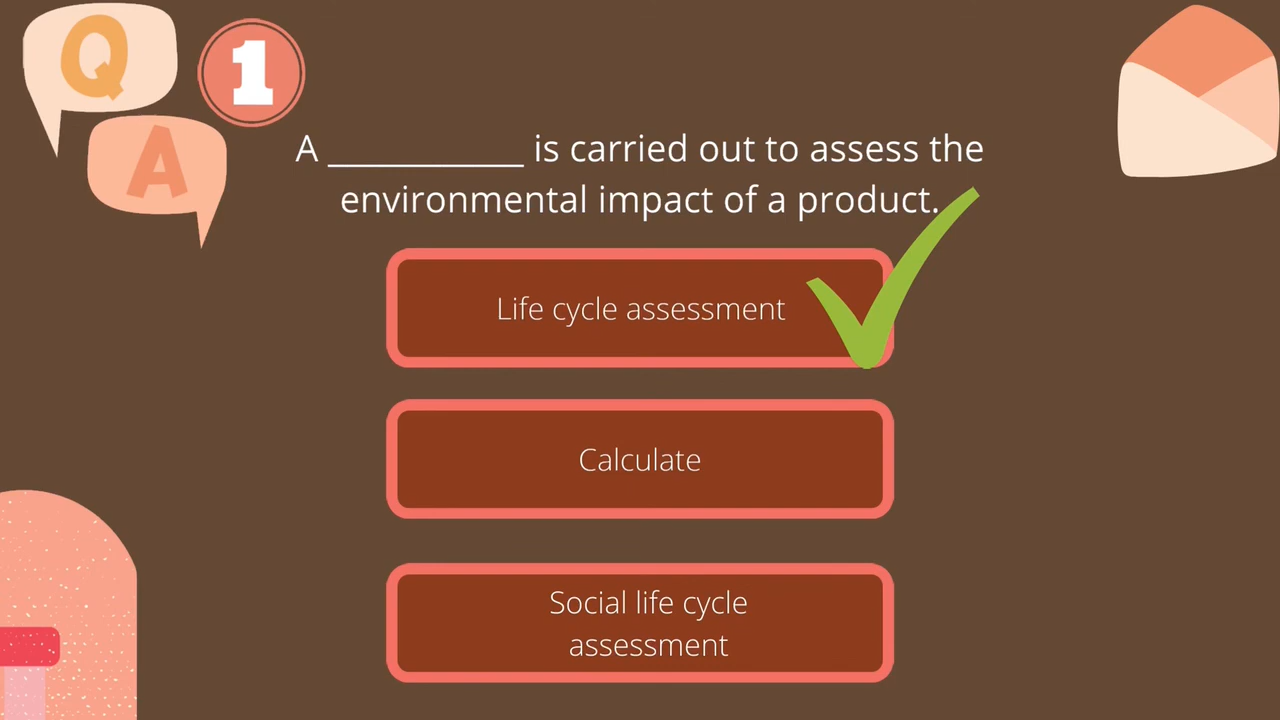 Q
1
A
A ____________ is carried out to assess the
environmental impact of a product.
Life cycle assessment
Calculate
Social life cycle
assessment